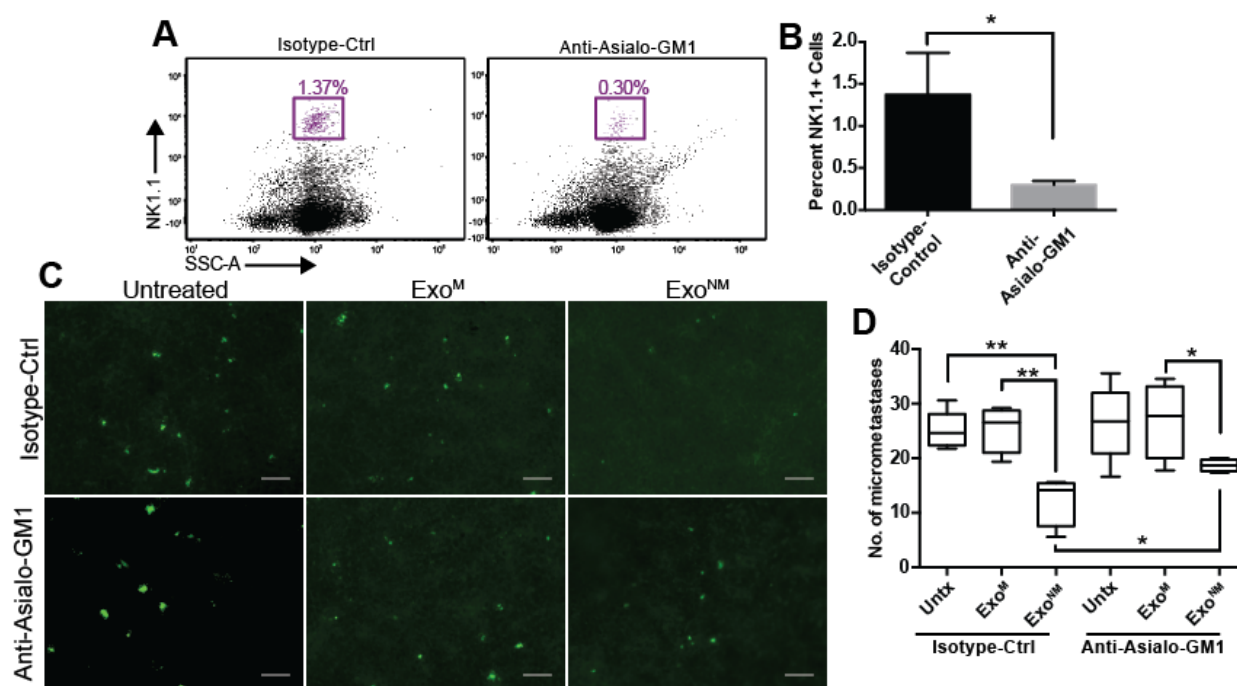 A
Isotype-Ctrl
Anti-Asialo-GM1
1.37%
0.30%
NK1.1
SSC-A
B
*
Percent NK1.1+ Cells
2.0
1.5
1.0
0.5
0.0
Isotype-
Control
Anti-
Asialo-GM1
C
Untreated
Exoᴹ
Exoᴺᴹ
Isotype-Ctrl
Anti-Asialo-GM1
D
No. of micrometastases
40
30
20
10
0
**
**
*
*
Untx
Exoᴹ
Exoᴺᴹ
Untx
Exoᴹ
Exoᴺᴹ
Isotype-Ctrl
Anti-Asialo-GM1